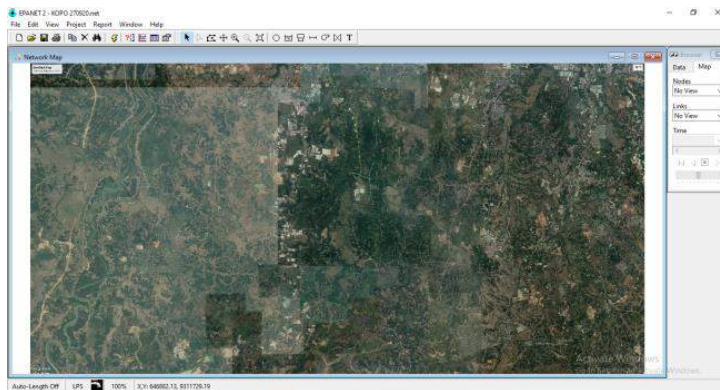 EPANET 2 - KOPO 270920.net
File Edit View Project Report Window Help
T
Network Map
Browser
Data Map
Nodes
No View
Links
No View
Time
Activate Windows
Auto-Length Off LPS 100% X,Y: 646882.13, 9311729.19